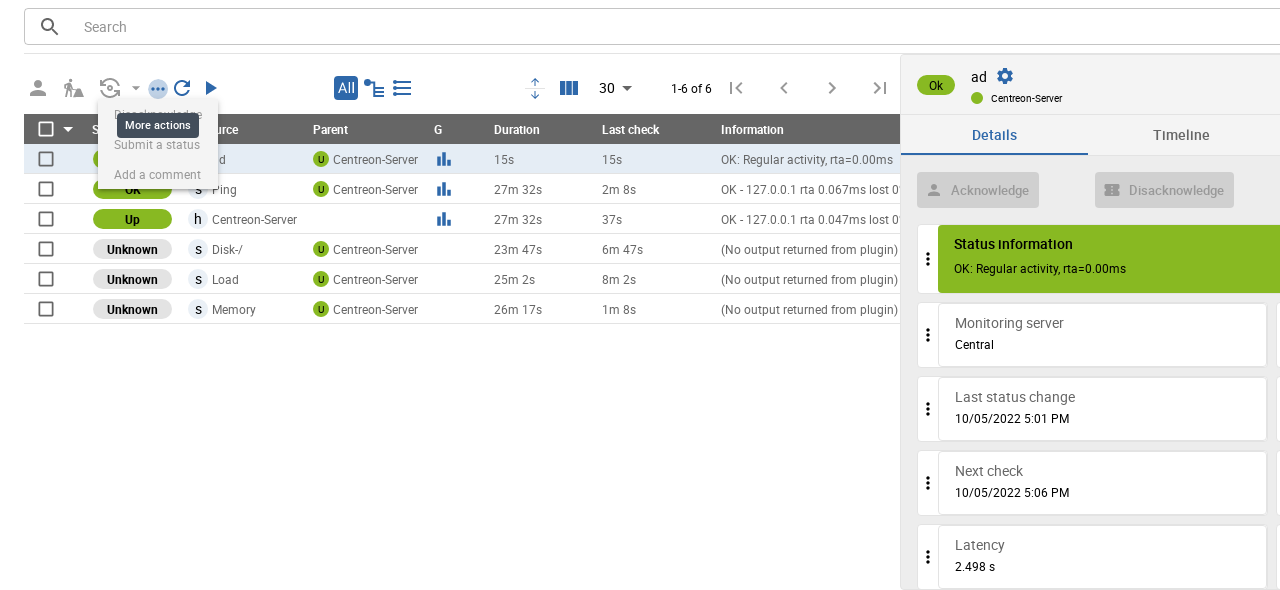 Search
All
30
1-6 of 6
Disacknowledge
More actions
Submit a status
Add a comment
S
urce Parent G Duration Last check Information
d U Centreon-Server 15s 15s OK: Regular activity, rta=0.00ms
OK s Ping U Centreon-Server 27m 32s 2m 8s OK - 127.0.0.1 rta 0.067ms lost 0
Up h Centreon-Server 27m 32s 37s OK - 127.0.0.1 rta 0.047ms lost 0
Unknown s Disk-/ U Centreon-Server 23m 47s 6m 47s (No output returned from plugin)
Unknown s Load U Centreon-Server 25m 2s 8m 2s (No output returned from plugin)
Unknown s Memory U Centreon-Server 26m 17s 1m 8s (No output returned from plugin)
Ok ad
Centreon-Server
Details Timeline
Acknowledge Disacknowledge
Status information
OK: Regular activity, rta=0.00ms
Monitoring server
Central
Last status change
10/05/2022 5:01 PM
Next check
10/05/2022 5:06 PM
Latency
2.498 s